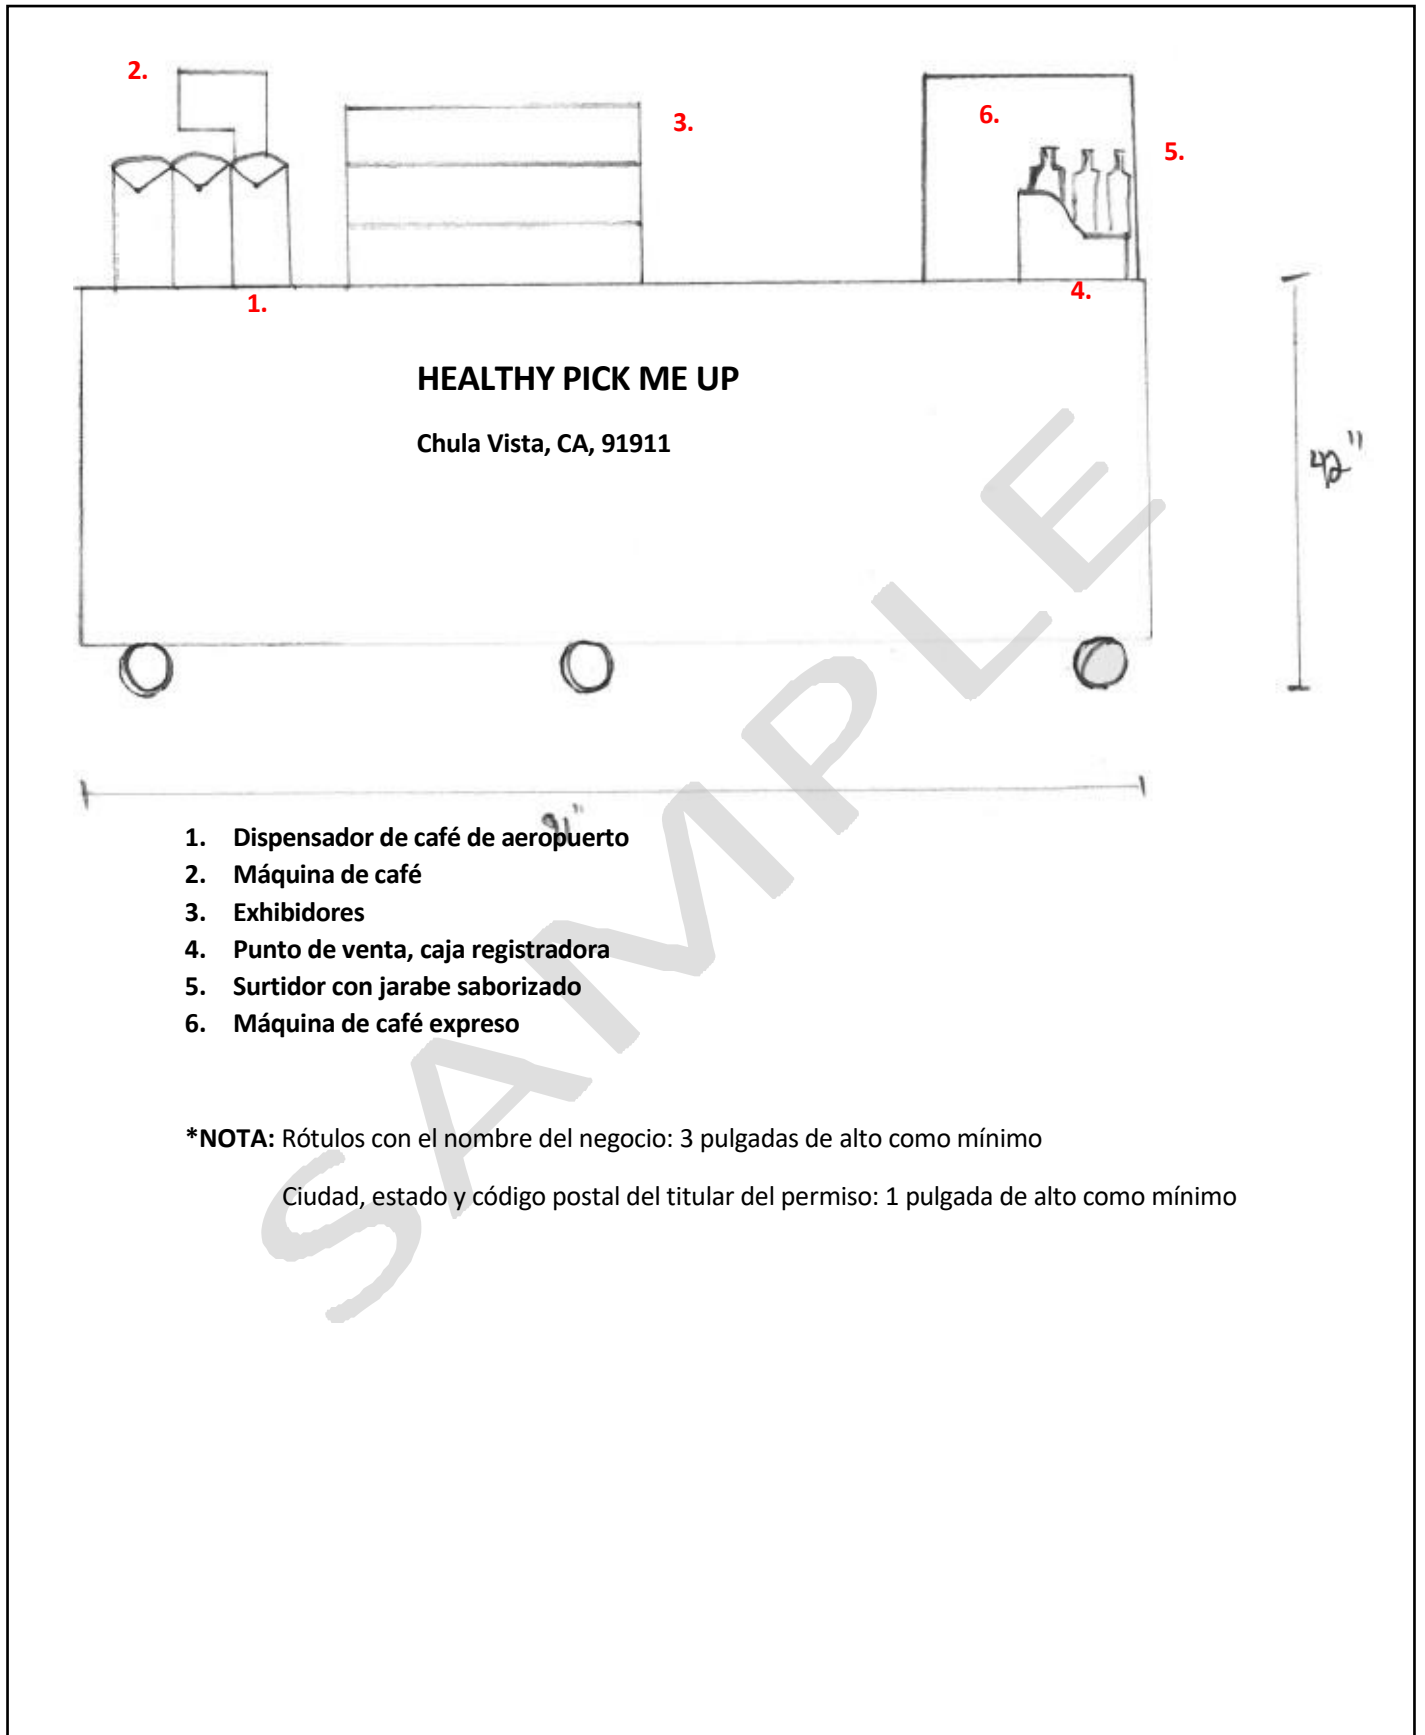 2.
3.
6.
5.
1.
4.
HEALTHY PICK ME UP
Chula Vista, CA, 91911
42"
91"
1. Dispensador de café de aeropuerto
2. Máquina de café
3. Exhibidores
4. Punto de venta, caja registradora
5. Surtidor con jarabe saborizado
6. Máquina de café expreso
*NOTA: Rótulos con el nombre del negocio: 3 pulgadas de alto como mínimo
Ciudad, estado y código postal del titular del permiso: 1 pulgada de alto como mínimo
SAMPLE